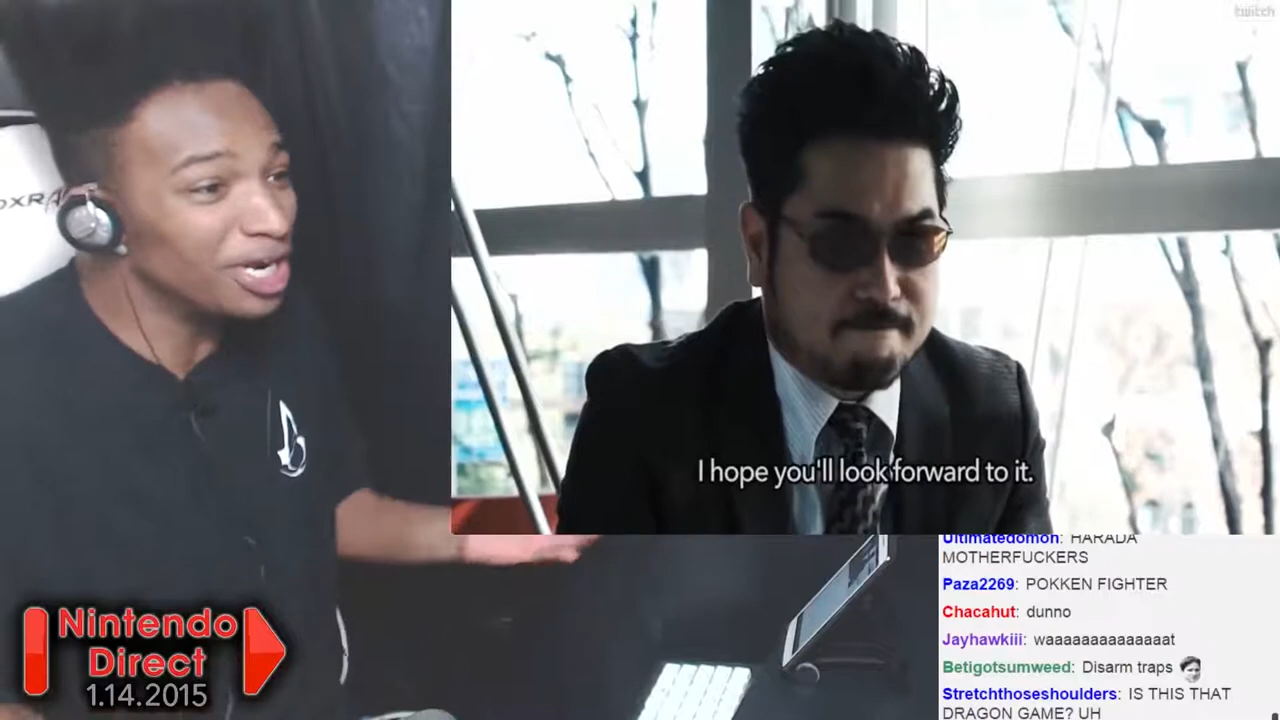 twitch
DXRA
I hope you'll look forward to it.
Ultimatedomon: HARADA
MOTHERFUCKERS
Paza2269: POKKEN FIGHTER
Chacahut: dunno
Jayhawkiii: waaaaaaaaaaaaaat
Betigotsumweed: Disarm traps
Stretchthoseshoulders: IS THIS THAT
DRAGON GAME? UH
Nintendo
Direct
1.14.2015